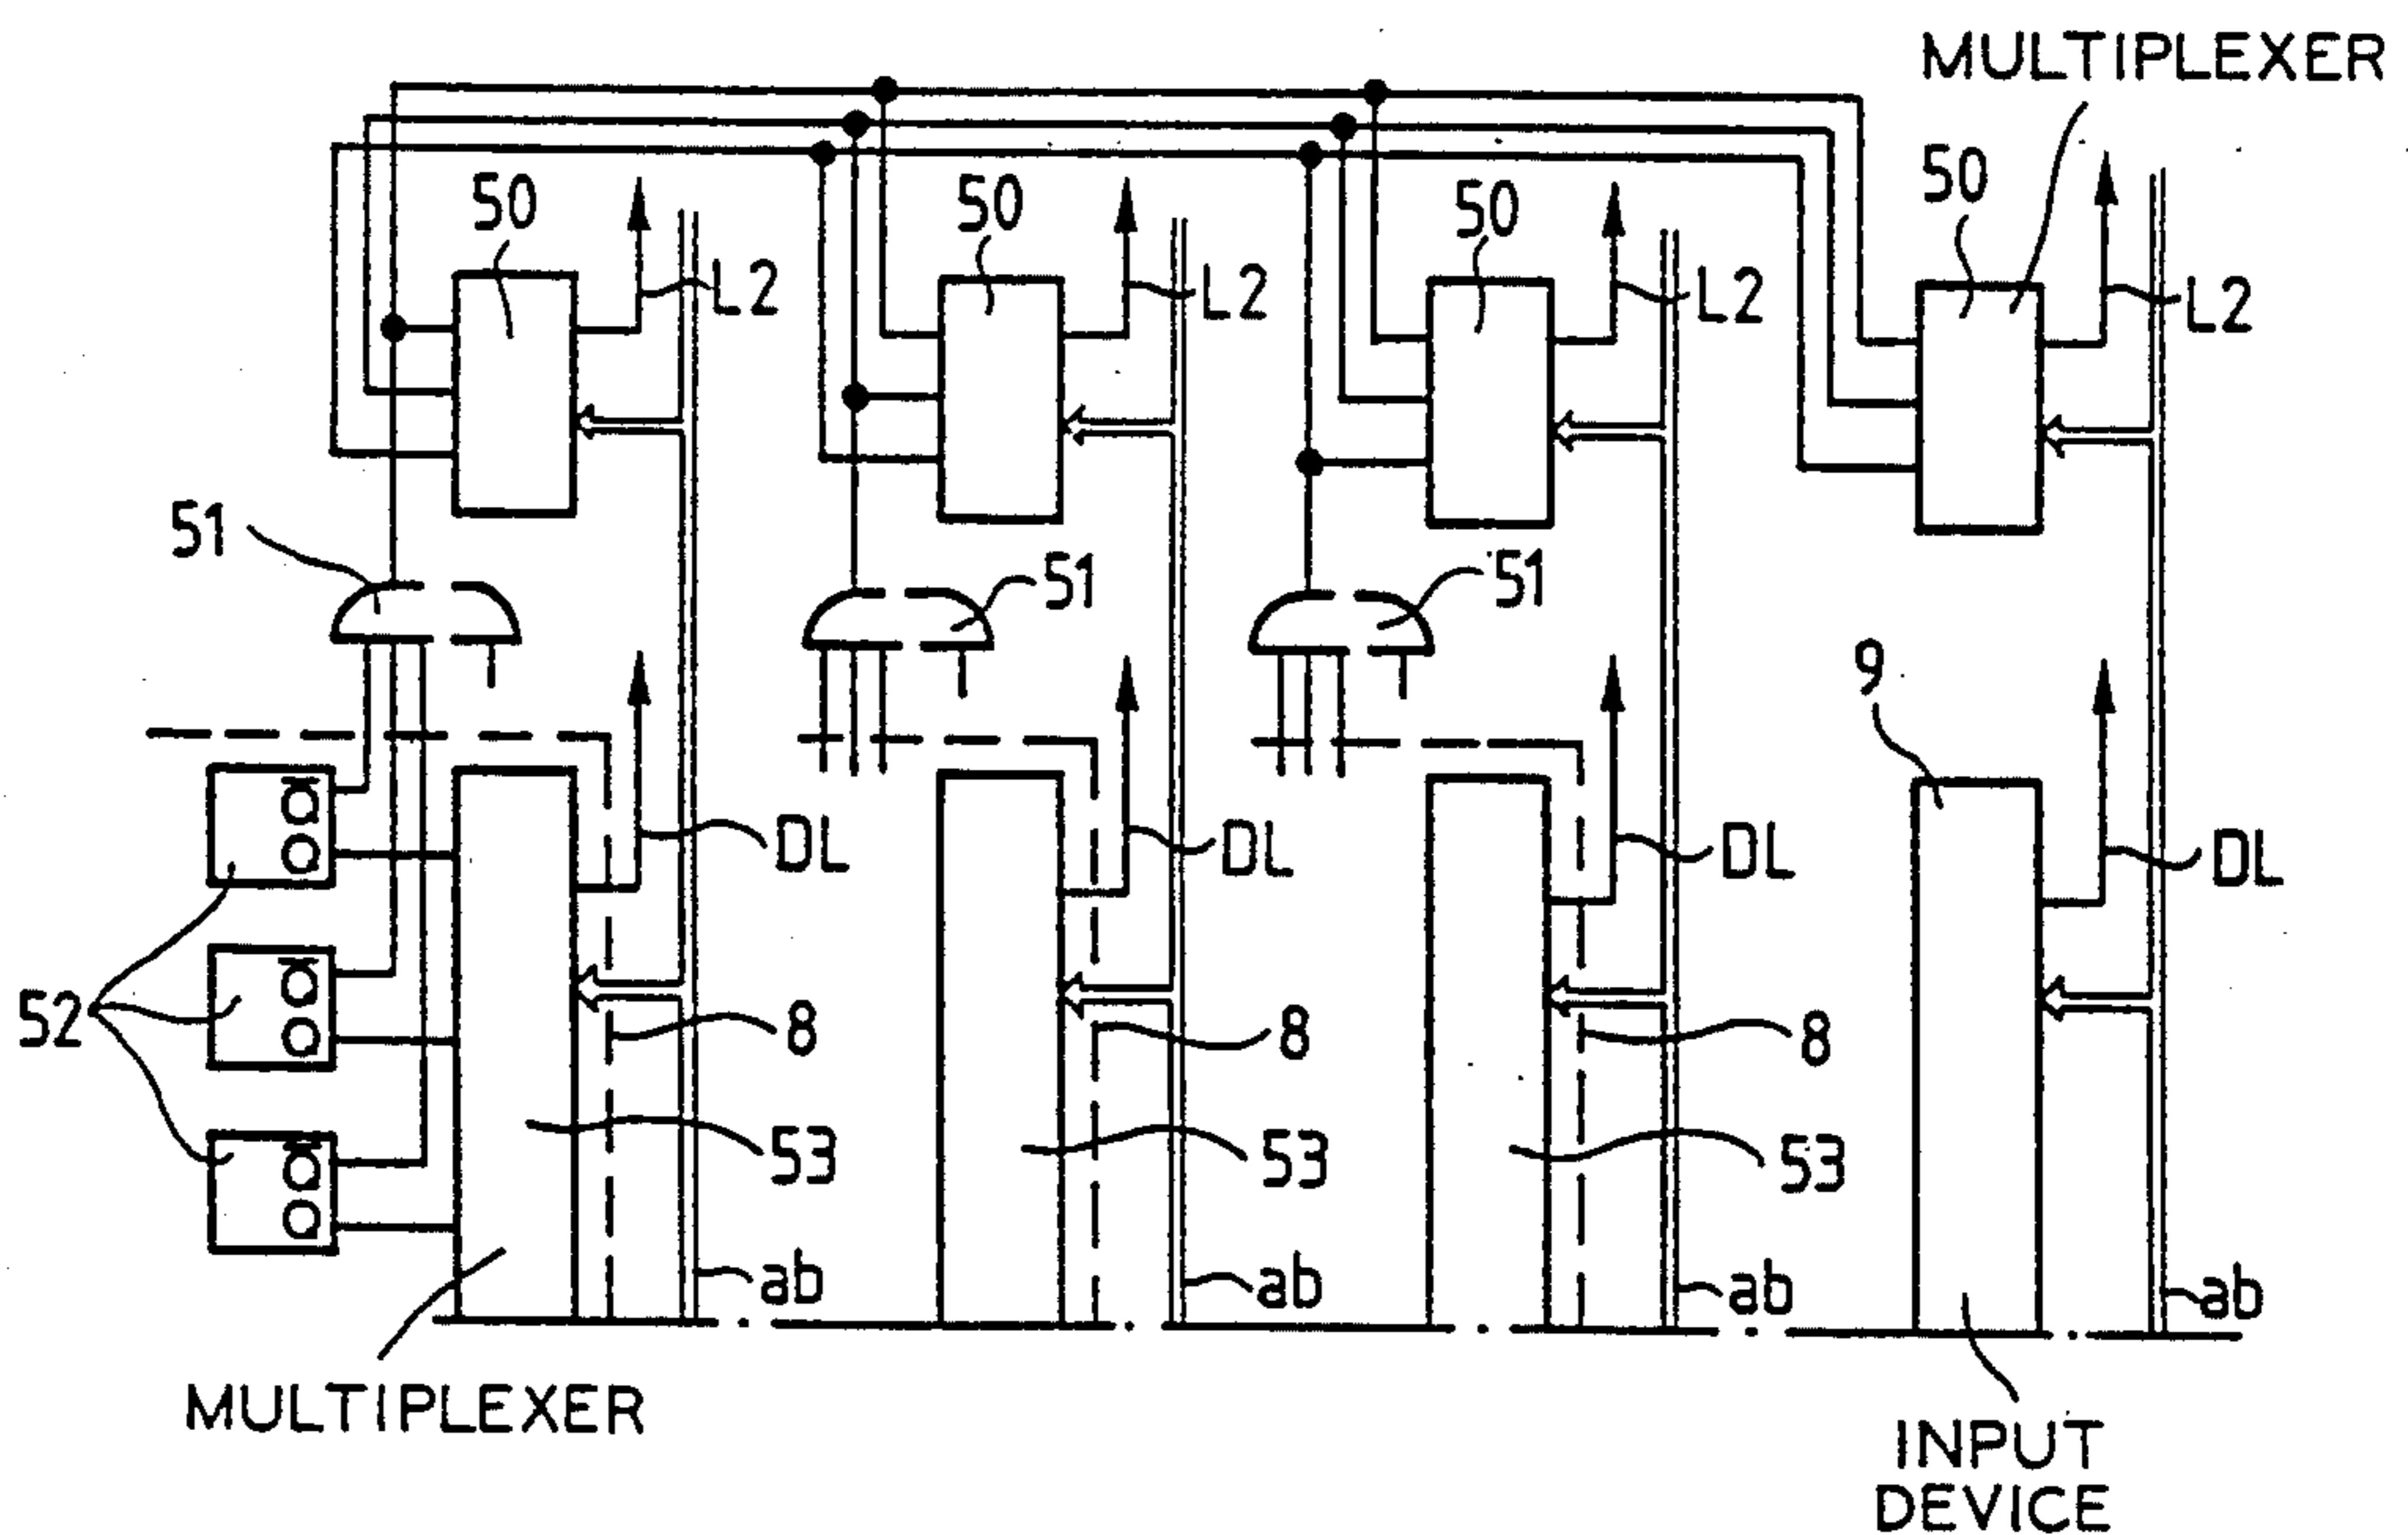 MULTIPLEXER
50
50
50
50
L2
L2
L2
L2
51
51
51
9
DL
DL
DL
DL
Q̅
Q
Q̅
Q
Q̅
Q
52
8
8
8
53
53
53
ab
ab
ab
ab
MULTIPLEXER
INPUT
DEVICE